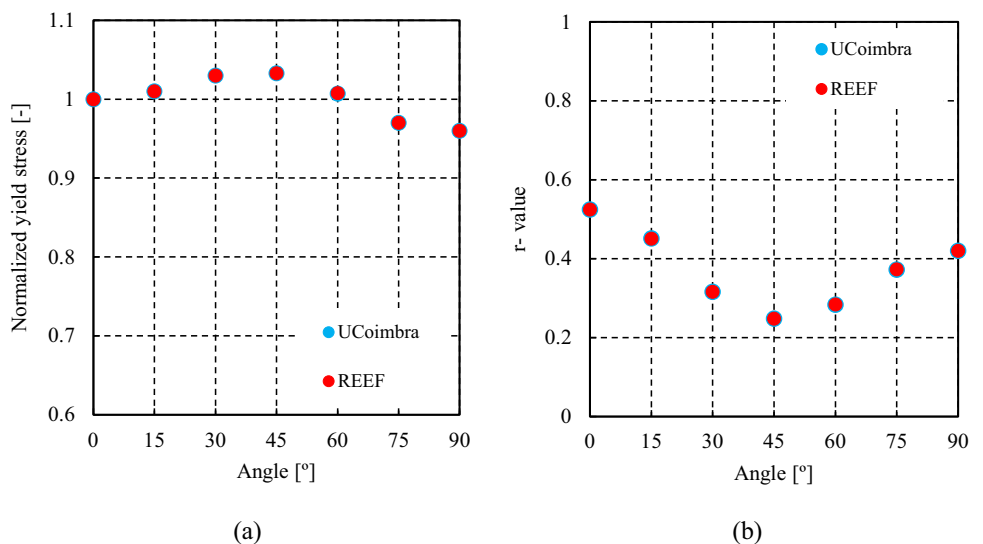 1.1
1
0.9
0.8
0.7
0.6
Normalized yield stress [-]
UCoimbra
REEF
0 15 30 45 60 75 90
Angle [º]
(a)
1
0.8
0.6
0.4
0.2
0
r- value
UCoimbra
REEF
0 15 30 45 60 75 90
Angle [º]
(b)